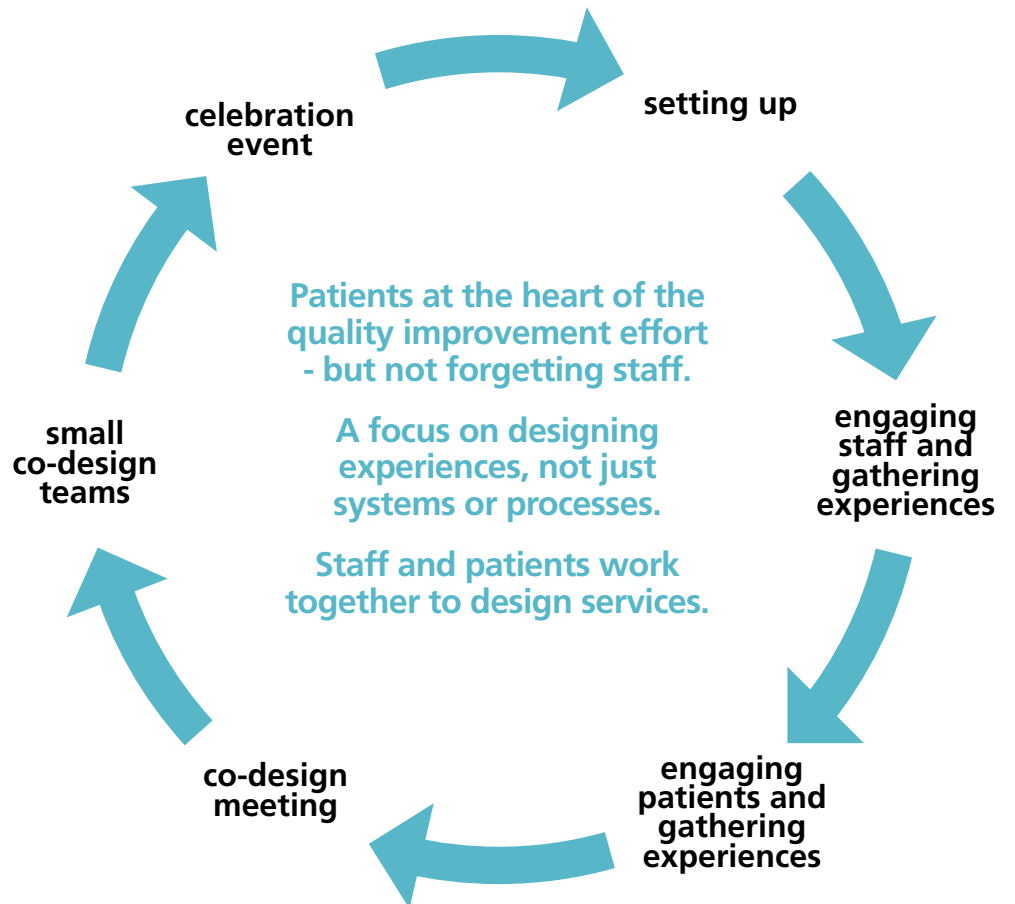 setting up
engaging
staff and
gathering
experiences
engaging
patients and
gathering
experiences
co-design
meeting
small
co-design
teams
celebration
event
Patients at the heart of the
quality improvement effort
- but not forgetting staff.
A focus on designing
experiences, not just
systems or processes.
Staff and patients work
together to design services.